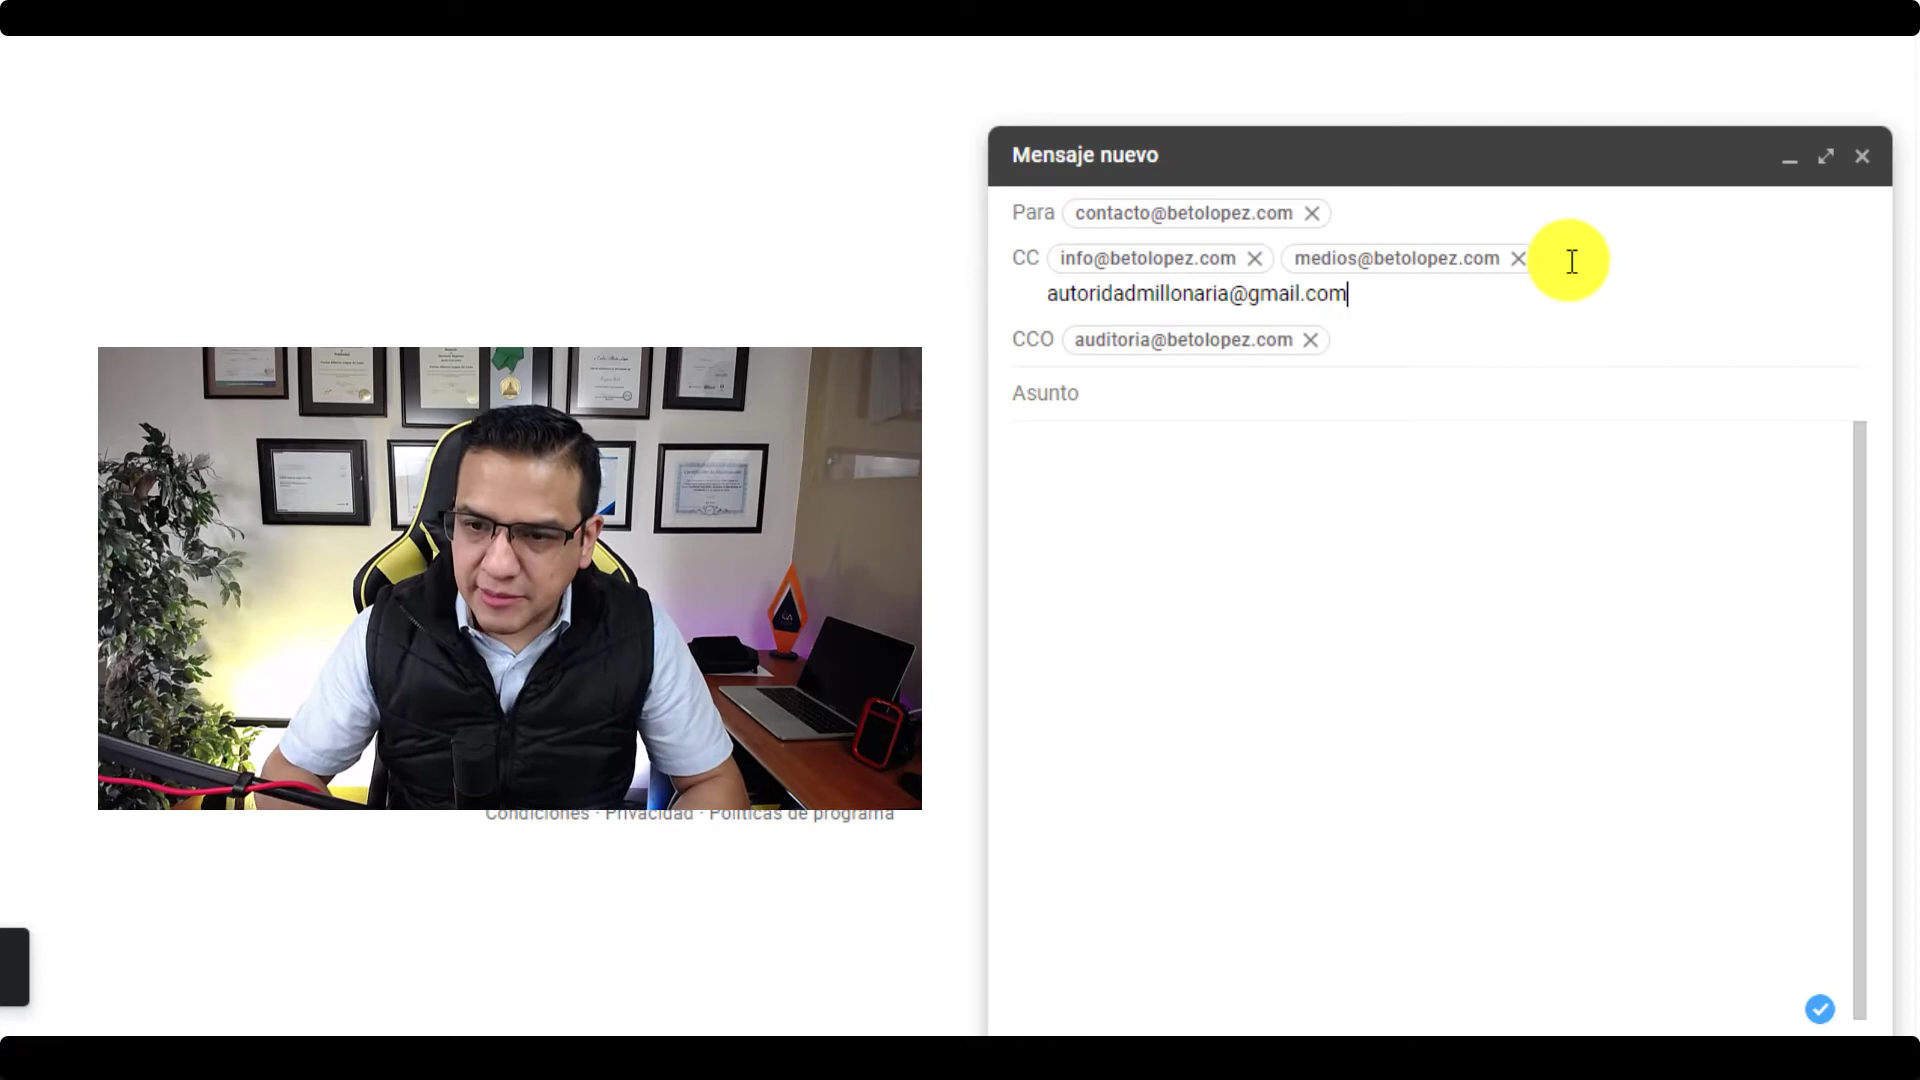 Mensaje nuevo
Para contacto@betolopez.com
CC info@betolopez.com medios@betolopez.com
autoridadmillonaria@gmail.com
CCO auditoria@betolopez.com
Asunto
Condiciones · Privacidad · Políticas de programa